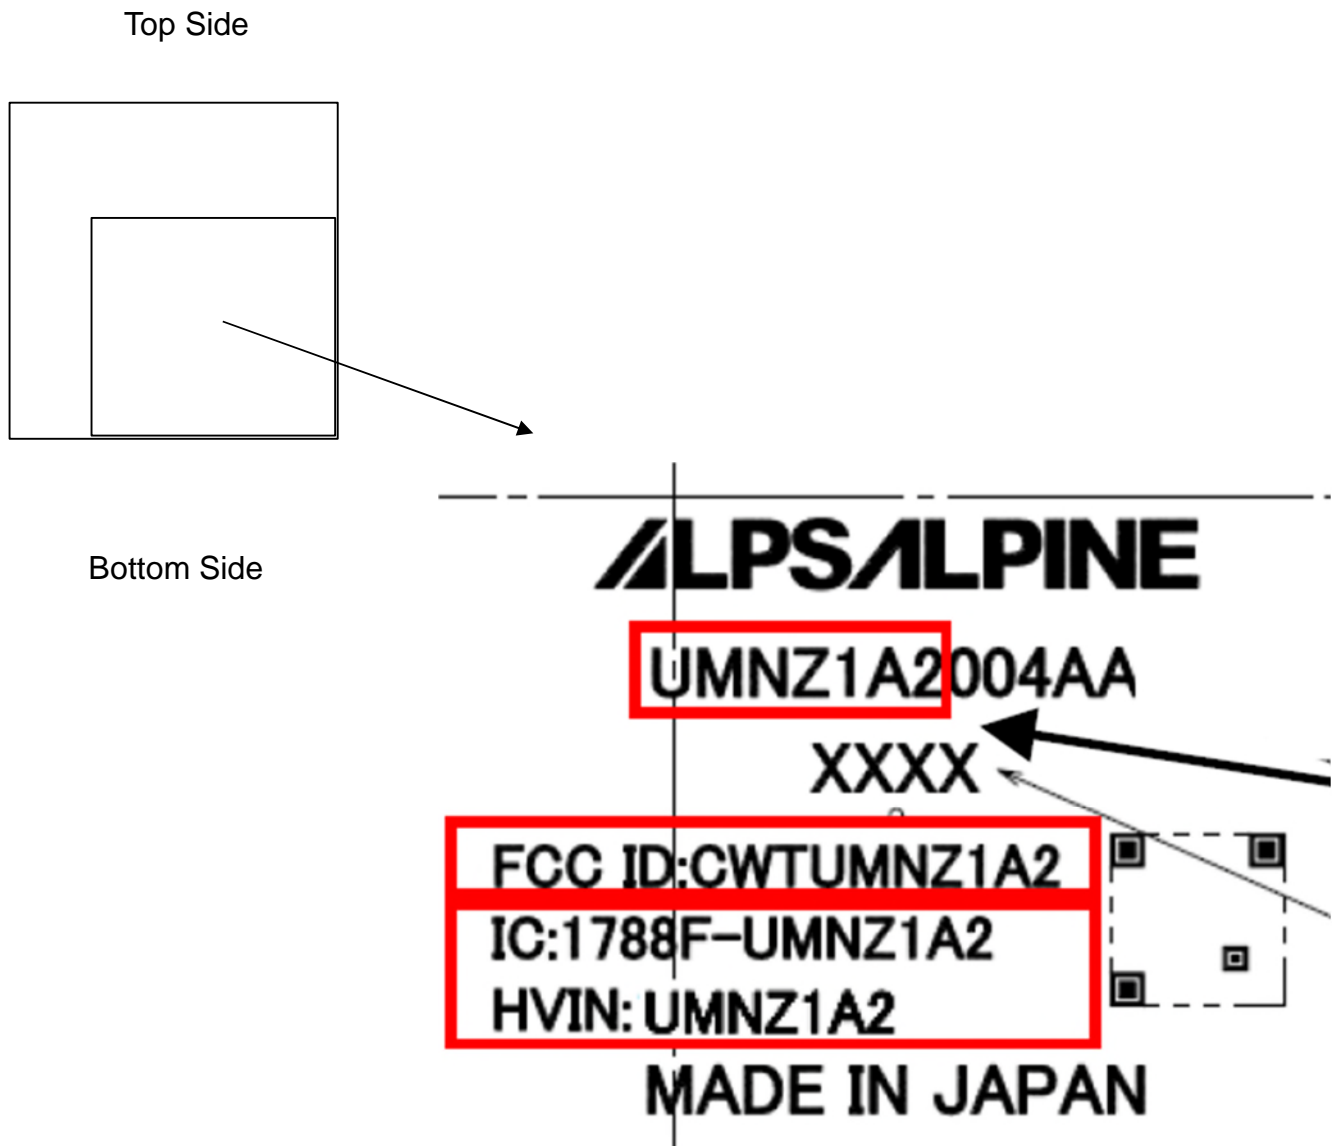 Top Side
Bottom Side
ALPSALPINE
UMNZ1A2004AA
XXXX
FCC ID:CWTUMNZ1A2
IC:1788F-UMNZ1A2
HVIN: UMNZ1A2
MADE IN JAPAN